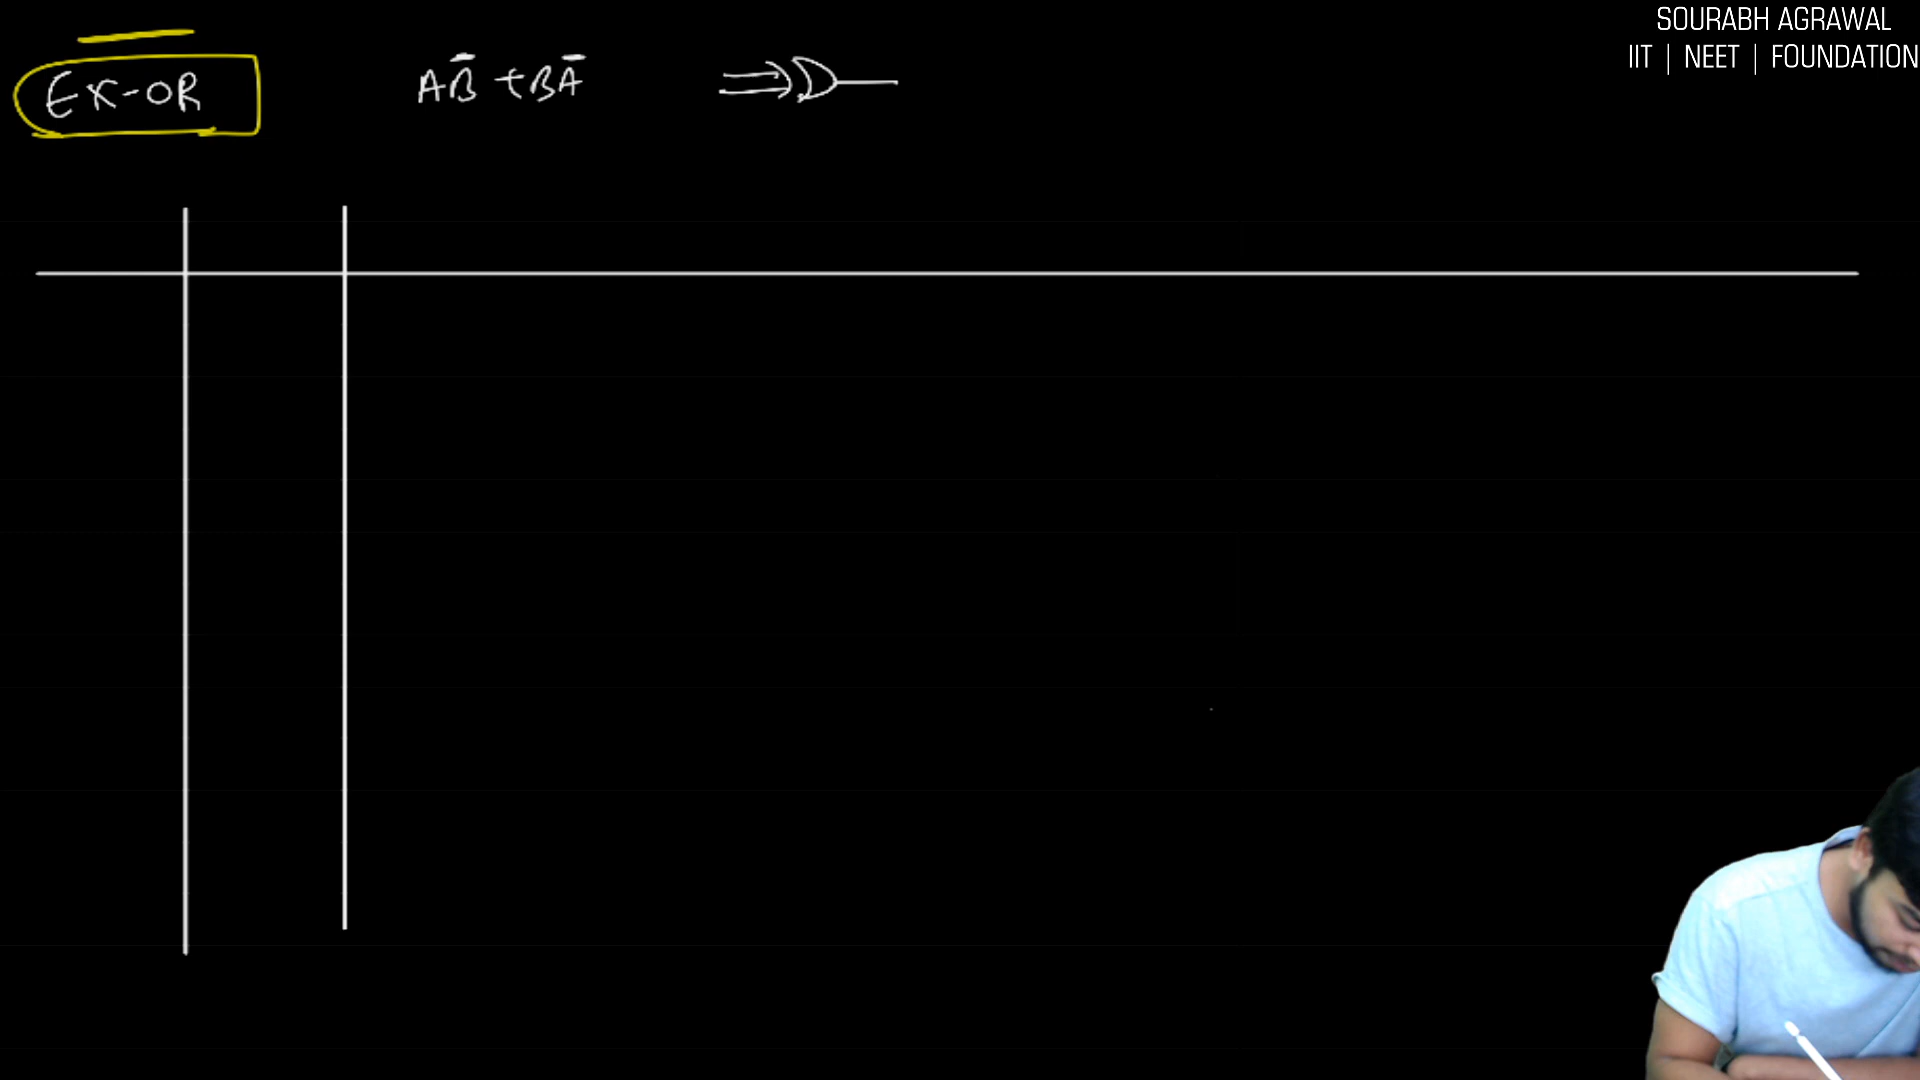 SOURABH AGRAWAL
IIT | NEET | FOUNDATION
EX-OR AB̄ + BĀ